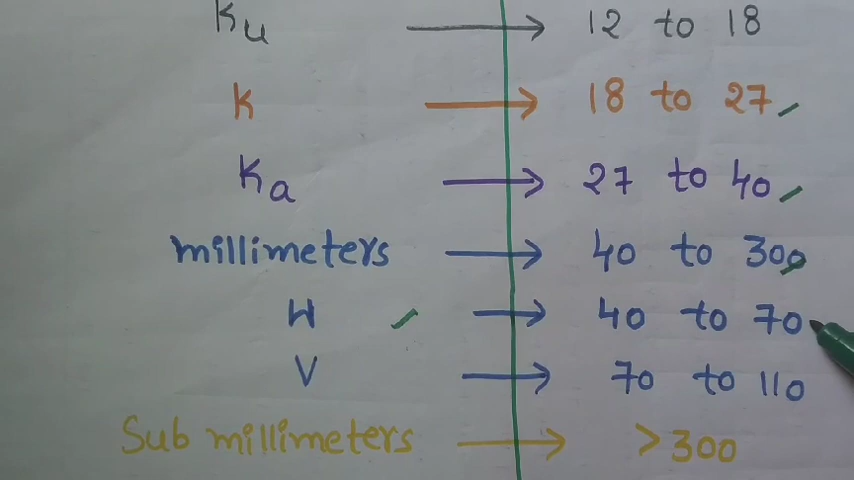 Ku → 12 to 18
K → 18 to 27
Ka → 27 to 40
millimeters → 40 to 300
H → 40 to 70
V → 70 to 110
Sub millimeters → > 300